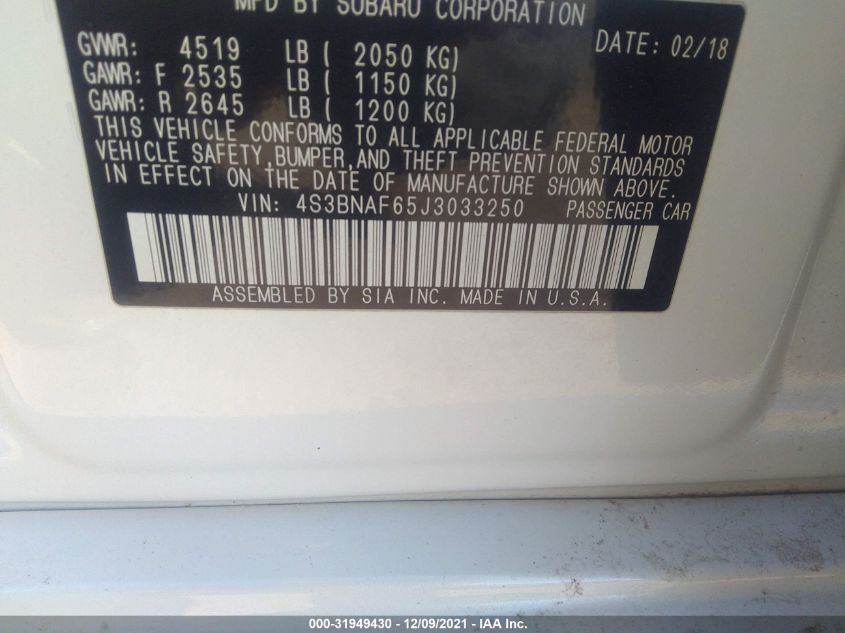 MFD BY SUBARU CORPORATION
GVWR: 4519 LB ( 2050 KG) DATE: 02/18
GAWR: F 2535 LB ( 1150 KG)
GAWR: R 2645 LB ( 1200 KG)
THIS VEHICLE CONFORMS TO ALL APPLICABLE FEDERAL MOTOR
VEHICLE SAFETY,BUMPER,AND THEFT PREVENTION STANDARDS
IN EFFECT ON THE DATE OF MANUFACTURE SHOWN ABOVE.
VIN: 4S3BNAF65J3033250 PASSENGER CAR
ASSEMBLED BY SIA INC. MADE IN U.S.A.
000-31949430 - 12/09/2021 - IAA Inc.